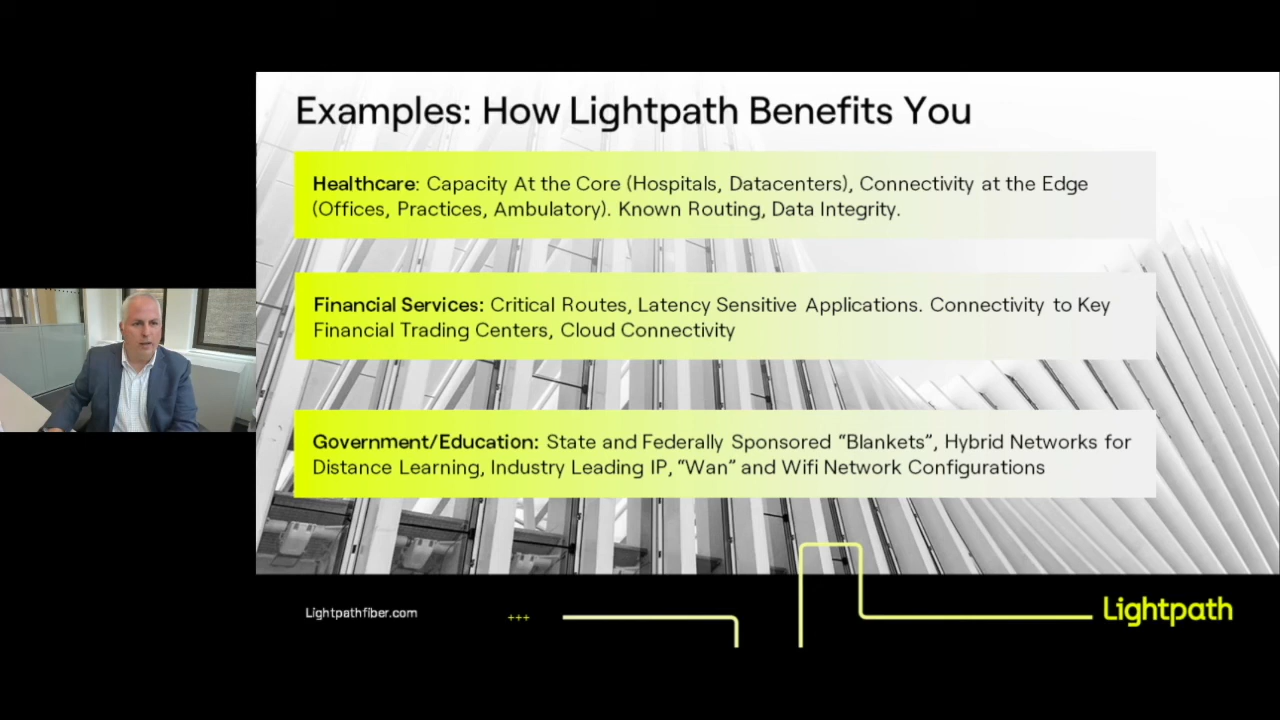 Examples: How Lightpath Benefits You
Healthcare: Capacity At the Core (Hospitals, Datacenters), Connectivity at the Edge
(Offices, Practices, Ambulatory). Known Routing, Data Integrity.
Financial Services: Critical Routes, Latency Sensitive Applications. Connectivity to Key
Financial Trading Centers, Cloud Connectivity
Government/Education: State and Federally Sponsored “Blankets”, Hybrid Networks for
Distance Learning, Industry Leading IP, “Wan” and Wifi Network Configurations
Lightpathfiber.com
+++
Lightpath